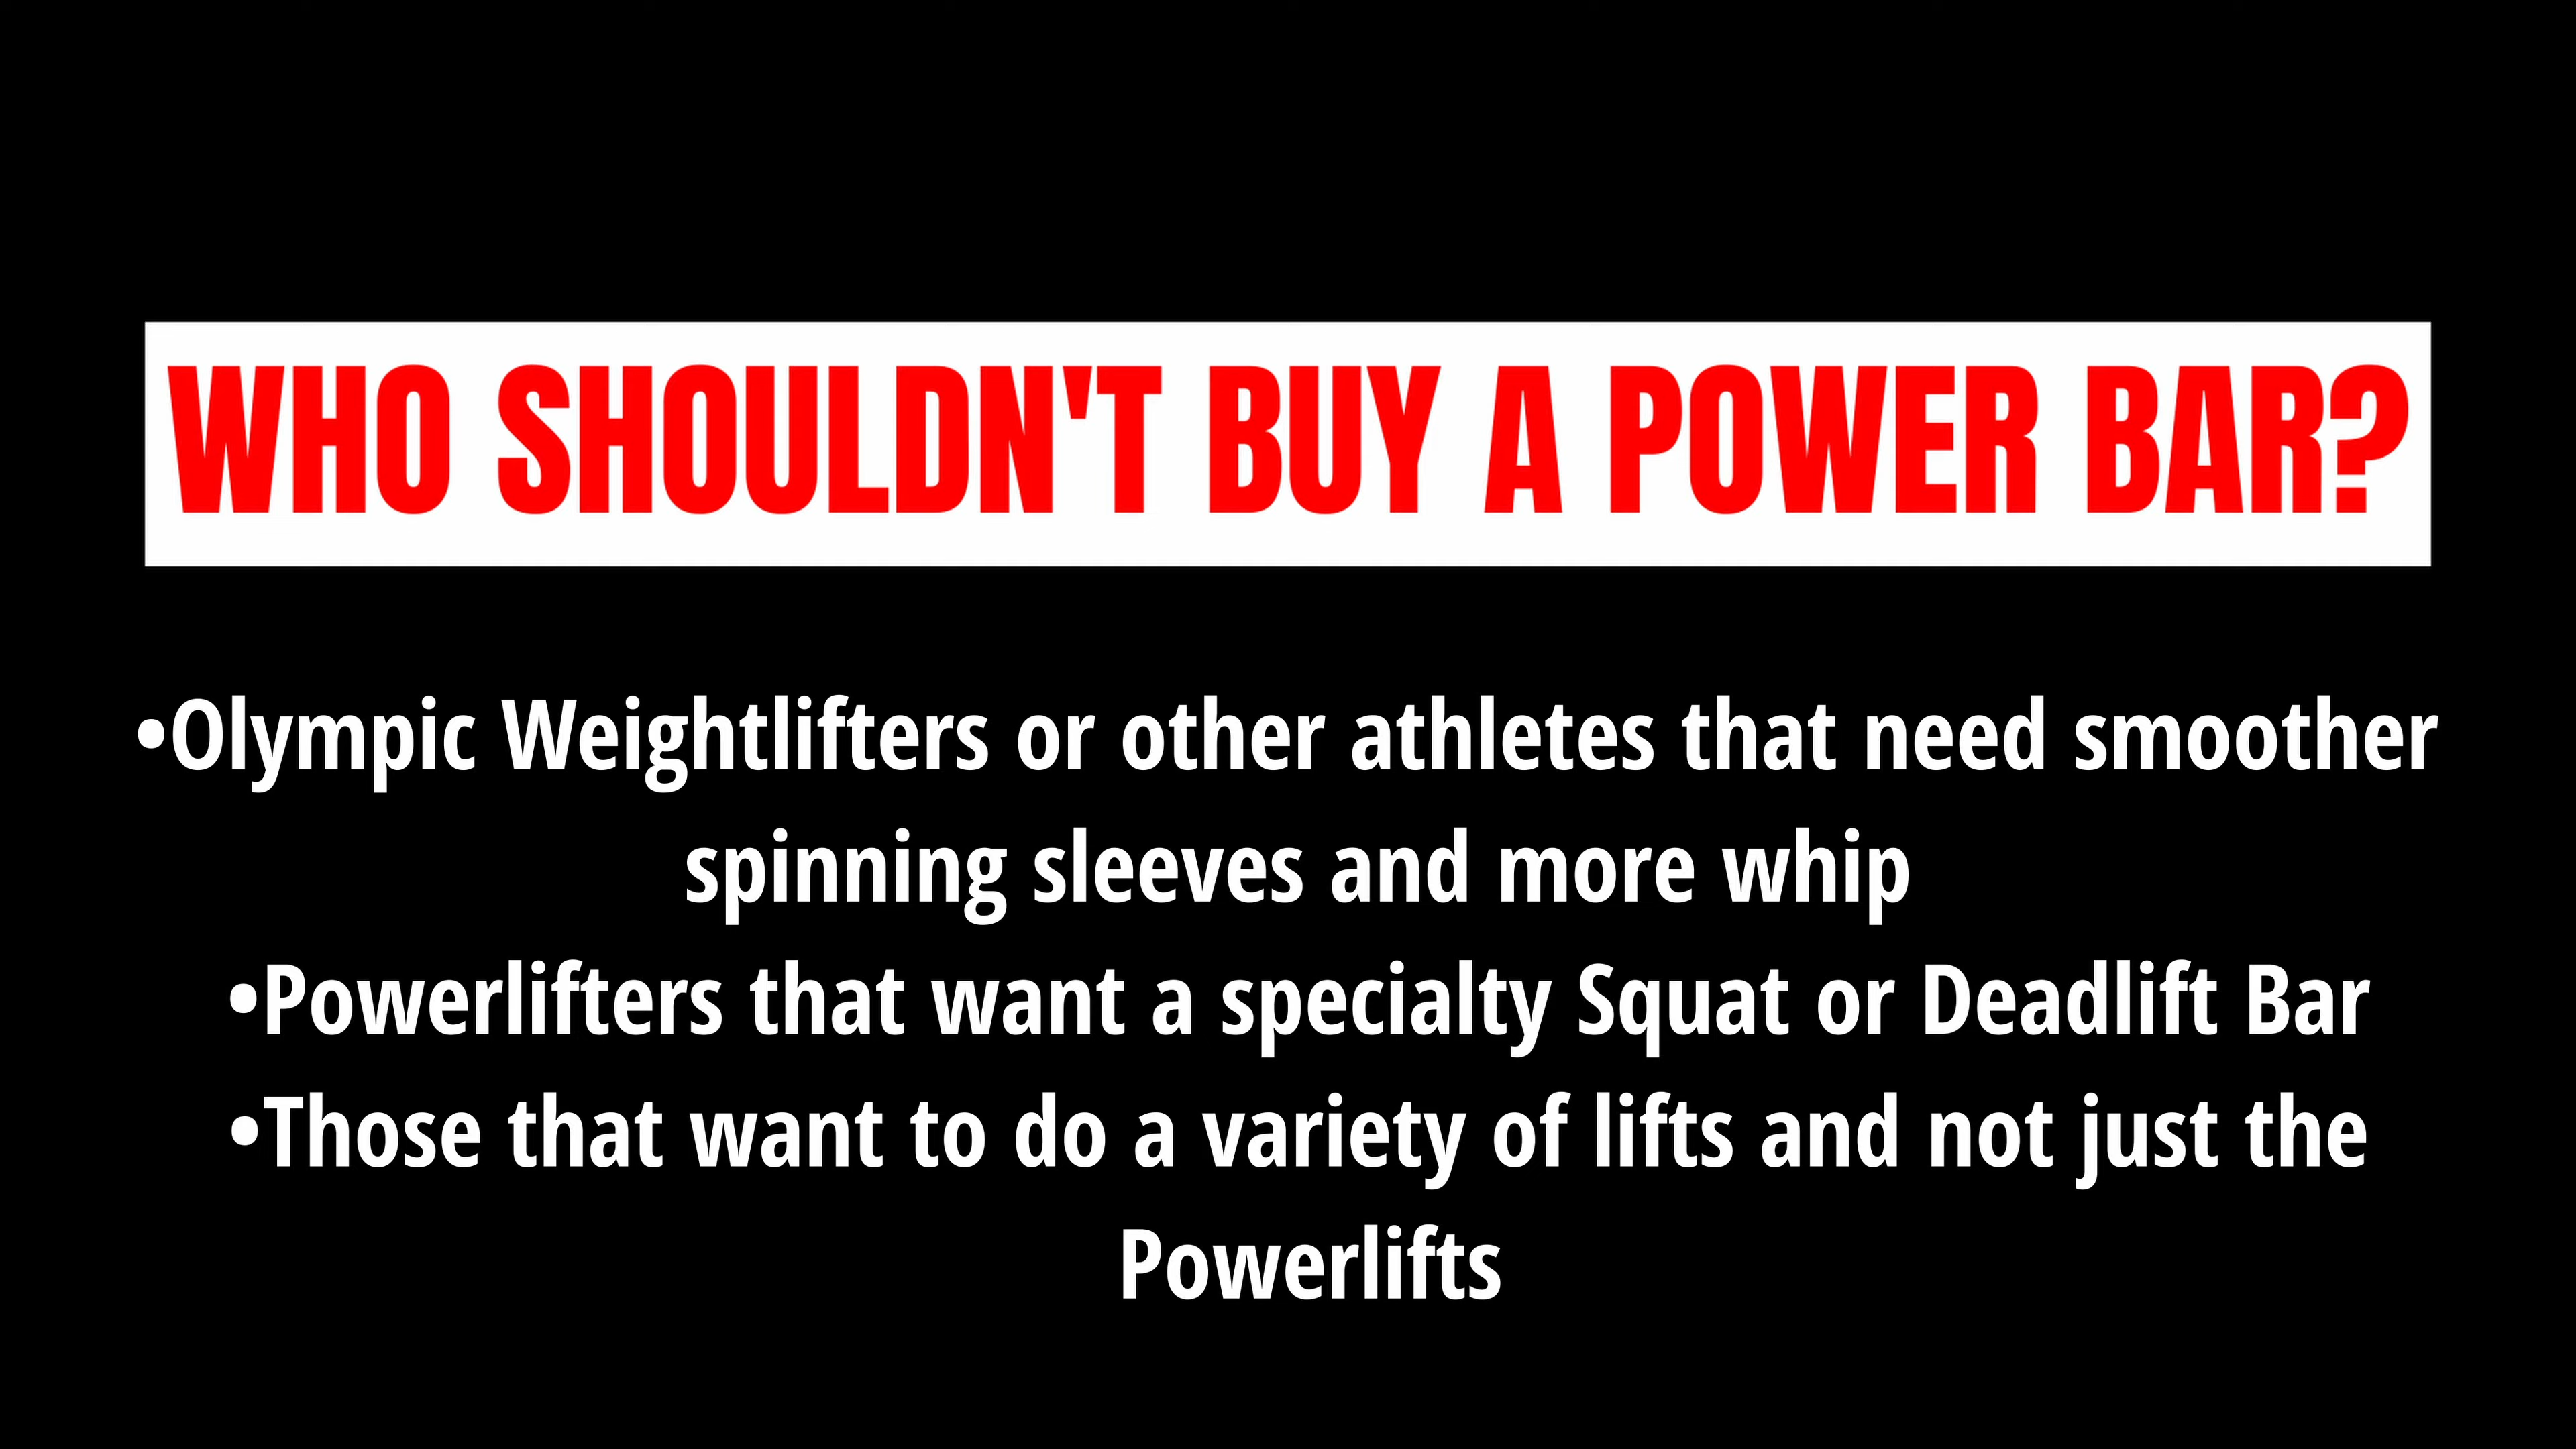 WHO SHOULDN'T BUY A POWER BAR?
•Olympic Weightlifters or other athletes that need smoother
spinning sleeves and more whip
•Powerlifters that want a specialty Squat or Deadlift Bar
•Those that want to do a variety of lifts and not just the
Powerlifts